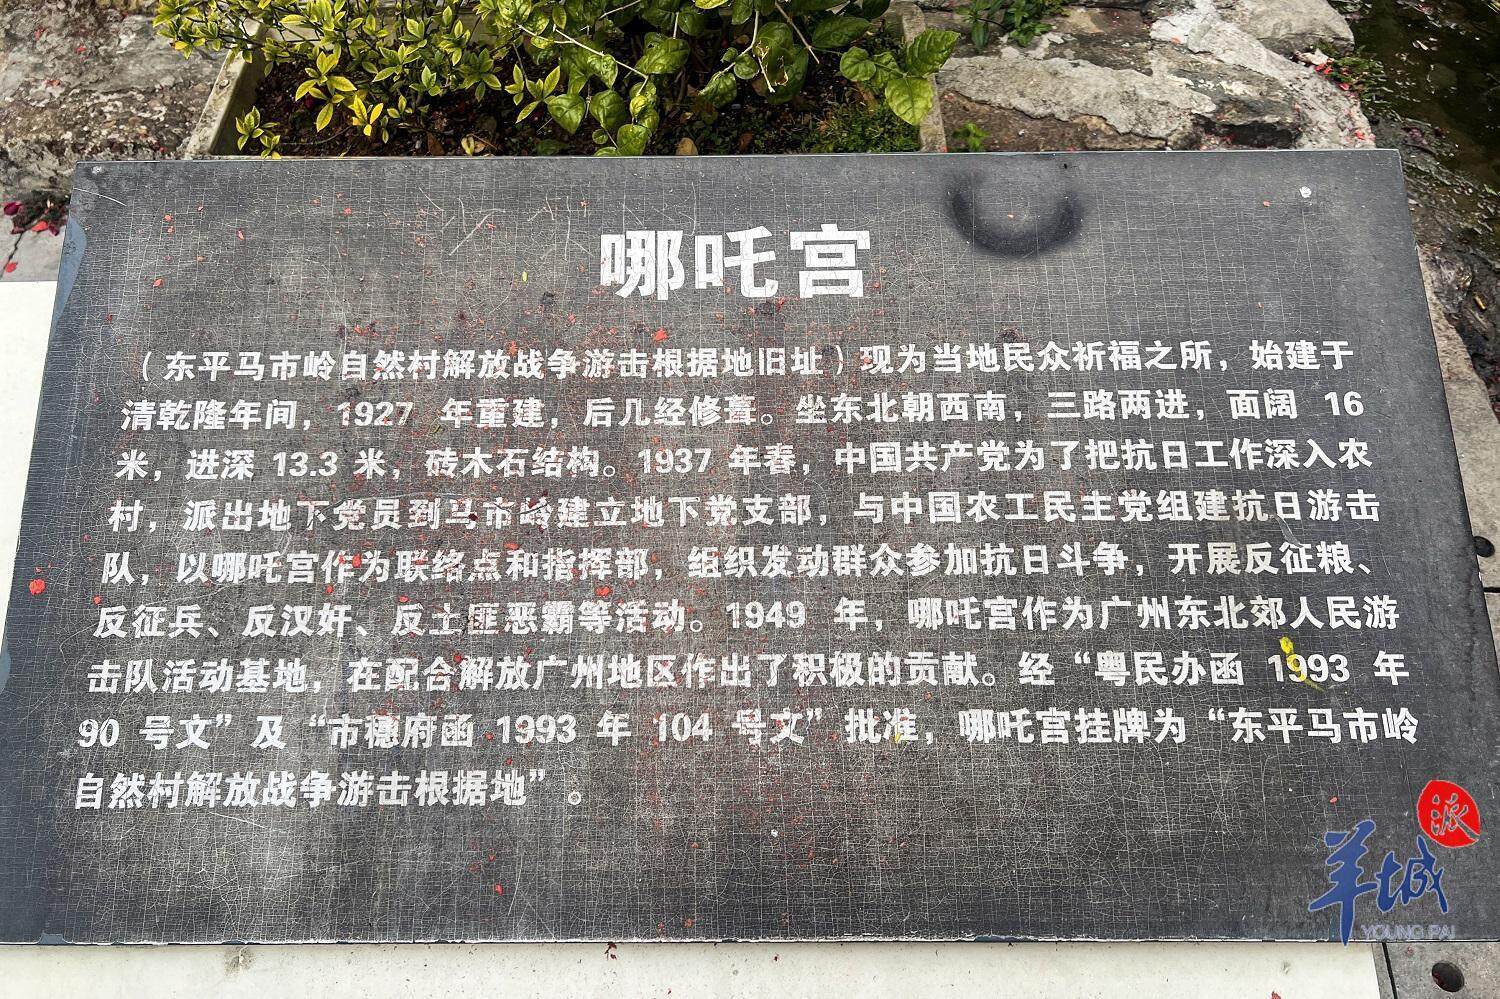 哪吒宫
（东平马市岭自然村解放战争游击根据地旧址）现为当地民众祈福之所，始建于
清乾隆年间，1927 年重建，后几经修葺。坐东北朝西南，三路两进，面阔 16
米，进深 13.3 米，砖木石结构。1937 年春，中国共产党为了把抗日工作深入农
村，派出地下党员到马市岭建立地下党支部，与中国农工民主党组建抗日游击
队，以哪吒宫作为联络点和指挥部，组织发动群众参加抗日斗争，开展反征粮、
反征兵、反汉奸、反土匪恶霸等活动。1949 年，哪吒宫作为广州东北郊人民游
击队活动基地，在配合解放广州地区作出了积极的贡献。经“粤民办函 1993 年
90 号文”及“市穗府函 1993 年 104 号文”批准，哪吒宫挂牌为“东平马市岭
自然村解放战争游击根据地”。
羊城派
YOUNG PAI